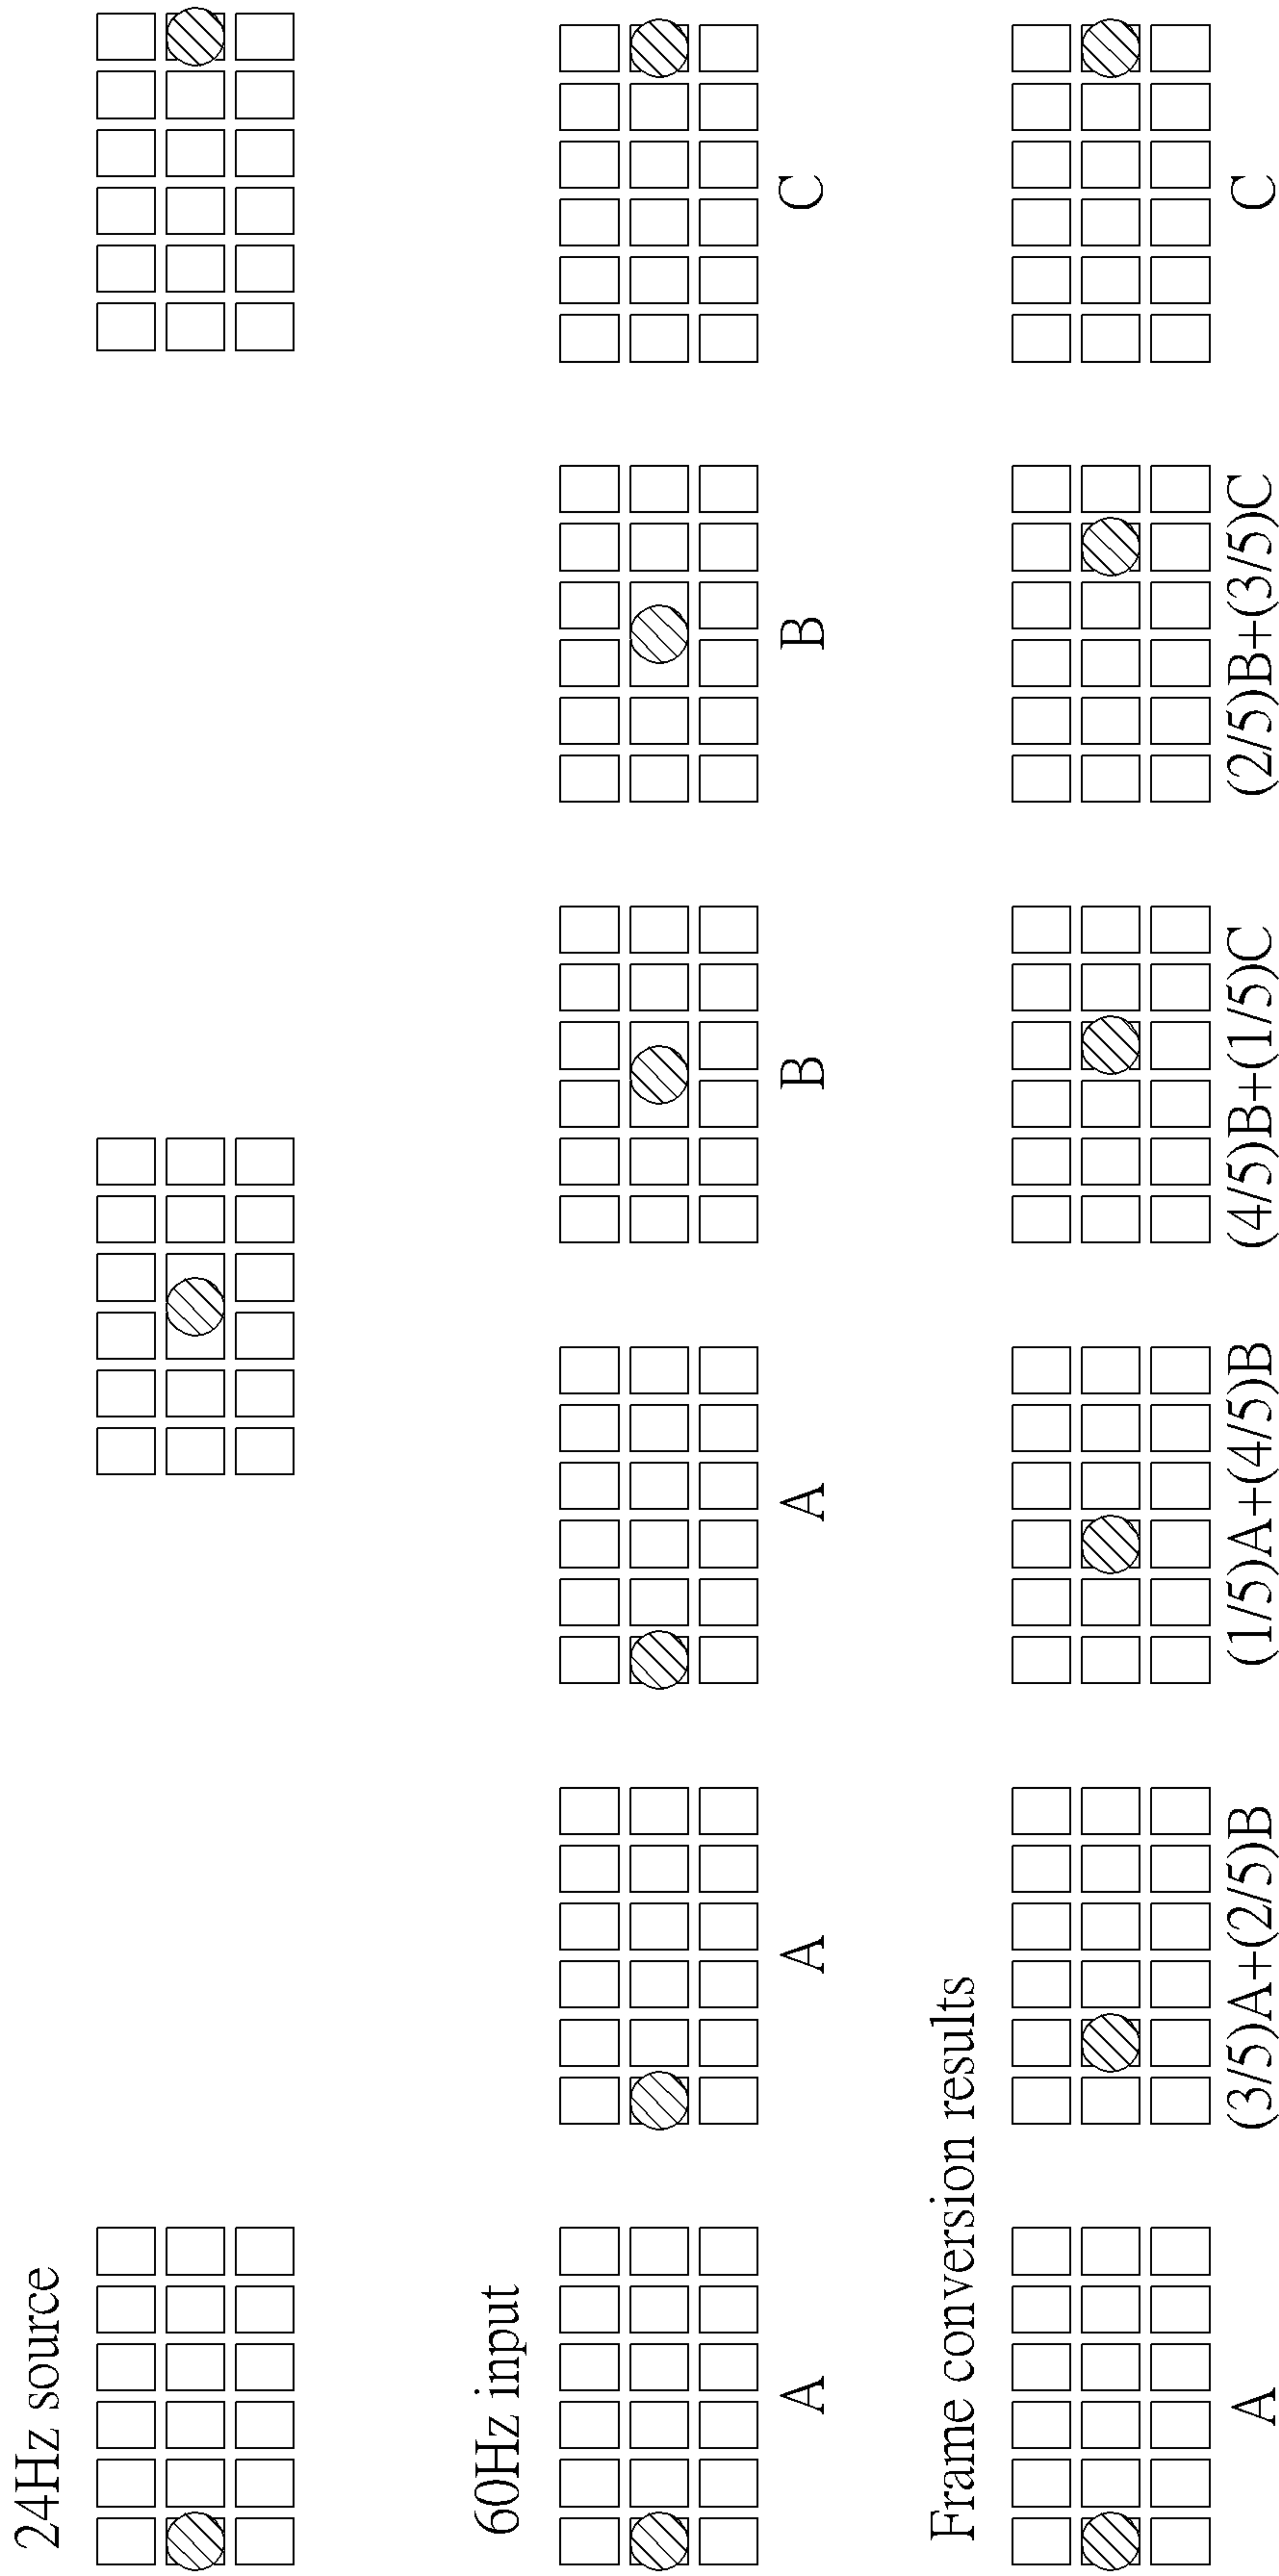 24Hz source
60Hz input
A A A B B C
Frame conversion results
A (3/5)A+(2/5)B (1/5)A+(4/5)B (4/5)B+(1/5)C (2/5)B+(3/5)C C